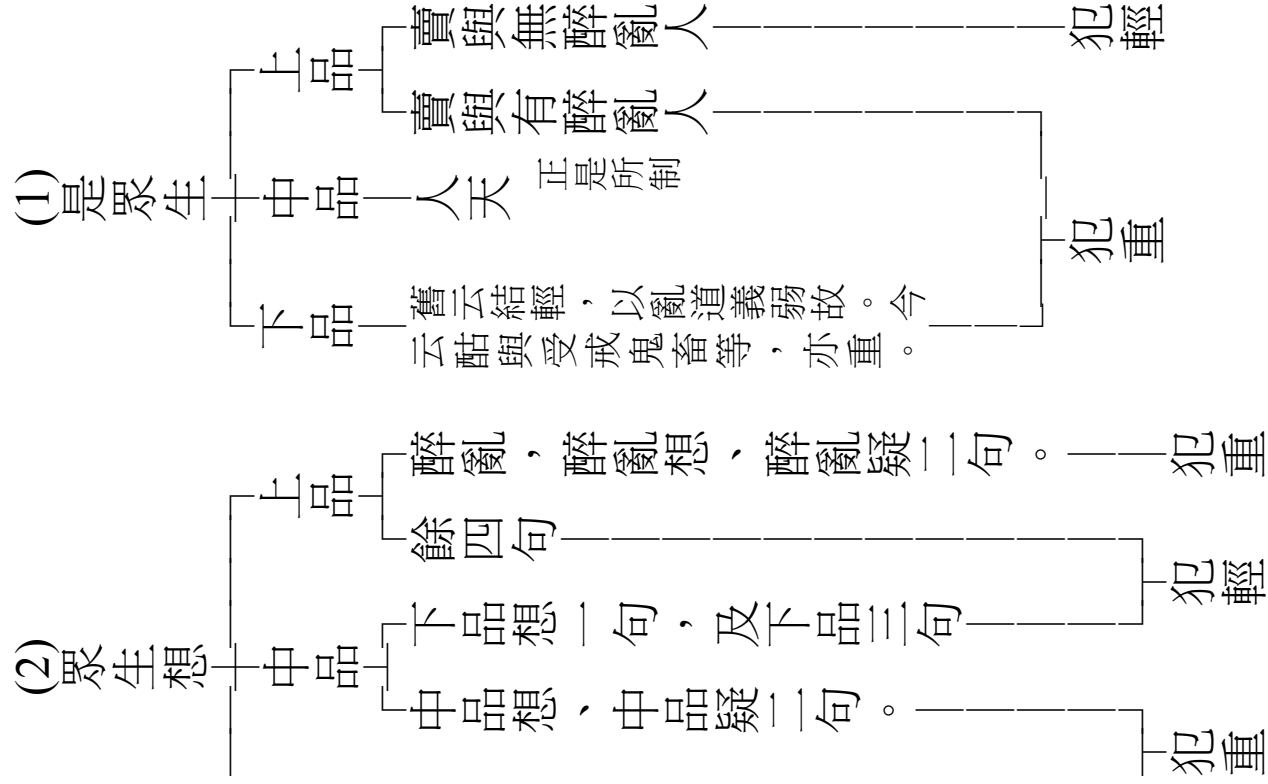 (1)是眾生
上品
賣與無醉亂人
犯輕
賣與有醉亂人
中品
人天
正是所制
犯重
下品
舊云結輕，以亂道義弱故。今
云酤與受戒鬼畜等，亦重。
(2)眾生想
上品
醉亂，醉亂想、醉亂疑二句。
犯重
餘四句
犯輕
中品
下品想一句，及下品三句
中品想、中品疑二句。
犯重